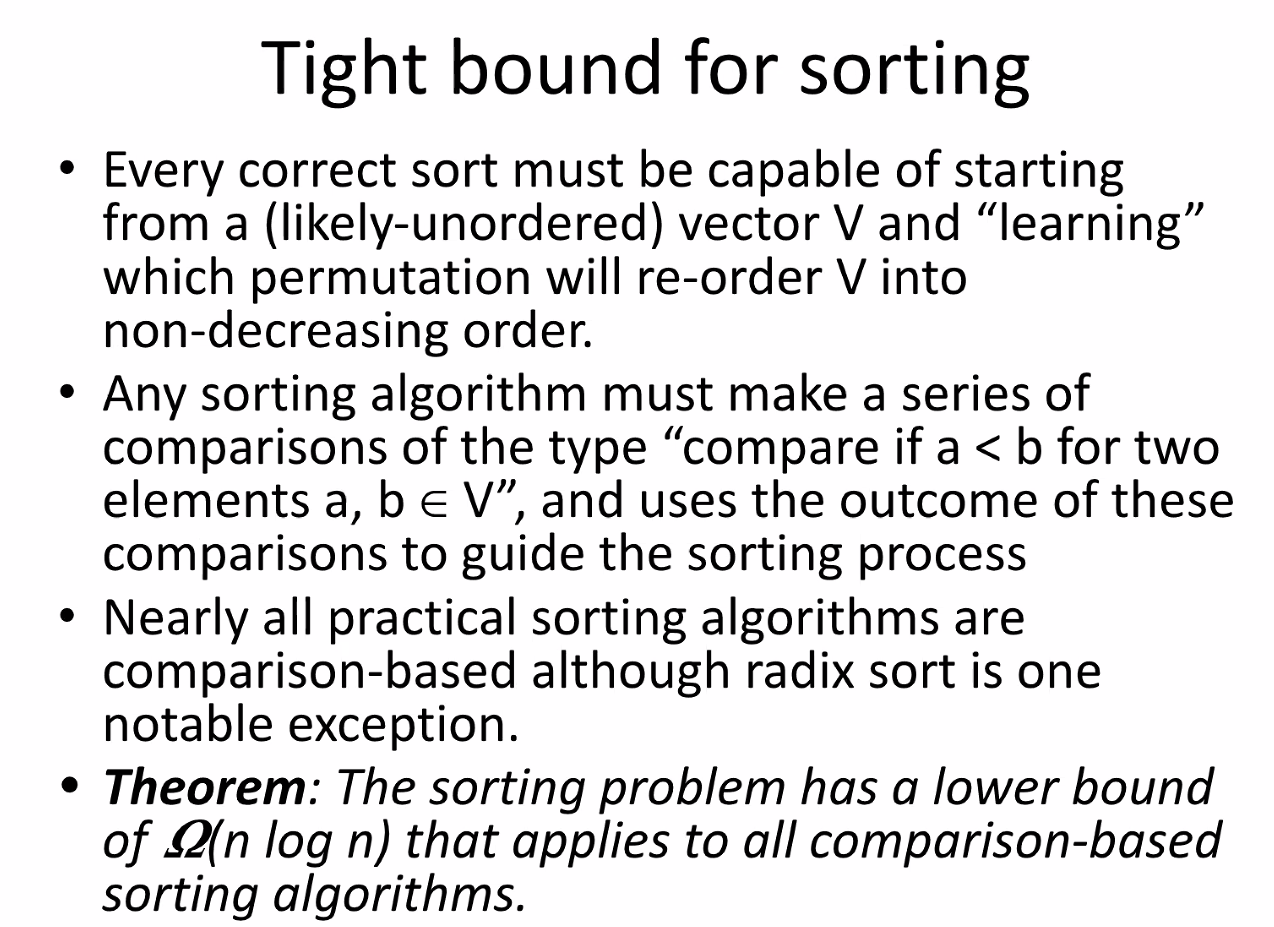 Tight bound for sorting
• Every correct sort must be capable of starting
from a (likely-unordered) vector V and “learning”
which permutation will re-order V into
non-decreasing order.
• Any sorting algorithm must make a series of
comparisons of the type “compare if a < b for two
elements a, b ∈ V”, and uses the outcome of these
comparisons to guide the sorting process
• Nearly all practical sorting algorithms are
comparison-based although radix sort is one
notable exception.
• Theorem: The sorting problem has a lower bound
of Ω(n log n) that applies to all comparison-based
sorting algorithms.